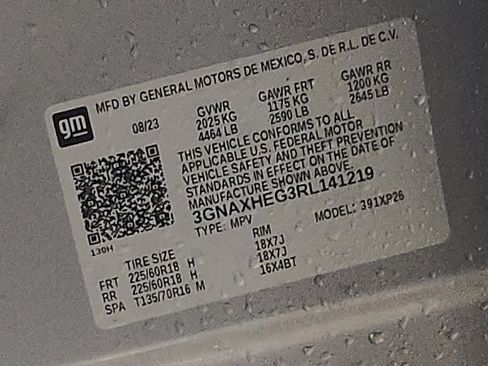 MFD BY GENERAL MOTORS DE MEXICO, S. DE R.L. DE C.V.
gm
08/23 GVWR GAWR FRT GAWR RR
2025 KG 1175 KG 1200 KG
4464 LB 2590 LB 2645 LB
THIS VEHICLE CONFORMS TO ALL
APPLICABLE U.S. FEDERAL MOTOR
VEHICLE SAFETY AND THEFT PREVENTION
STANDARDS IN EFFECT ON THE DATE OF
MANUFACTURE SHOWN ABOVE.
3GNAXHEG3RL141219
TYPE: MPV MODEL: 391XP26
130H
TIRE SIZE RIM
FRT 225/60R18 H 18X7J
RR 225/60R18 H 18X7J
SPA T135/70R16 M 16X4BT